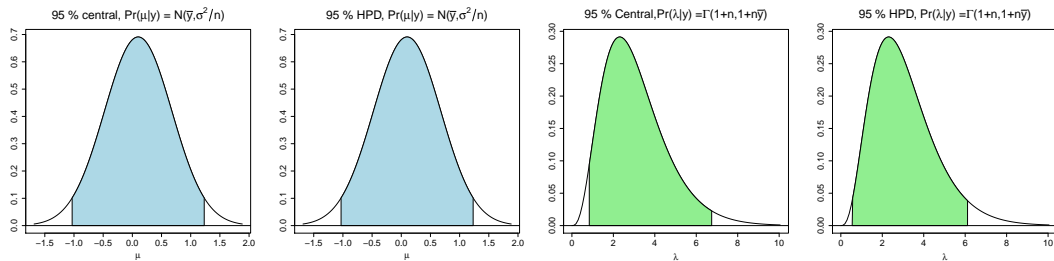 95 % central, Pr(μ|y) = N(y̅,σ²/n)
0.0 0.1 0.2 0.3 0.4 0.5 0.6 0.7
−1.5 −1.0 −0.5 0.0 0.5 1.0 1.5 2.0
μ
95 % HPD, Pr(μ|y) = N(y̅,σ²/n)
0.0 0.1 0.2 0.3 0.4 0.5 0.6 0.7
−1.5 −1.0 −0.5 0.0 0.5 1.0 1.5 2.0
μ
95 % Central,Pr(λ|y) =Γ(1+n,1+ny̅)
0.00 0.05 0.10 0.15 0.20 0.25 0.30
0 2 4 6 8 10
λ
95 % HPD, Pr(λ|y) =Γ(1+n,1+ny̅)
0.00 0.05 0.10 0.15 0.20 0.25 0.30
0 2 4 6 8 10
λ